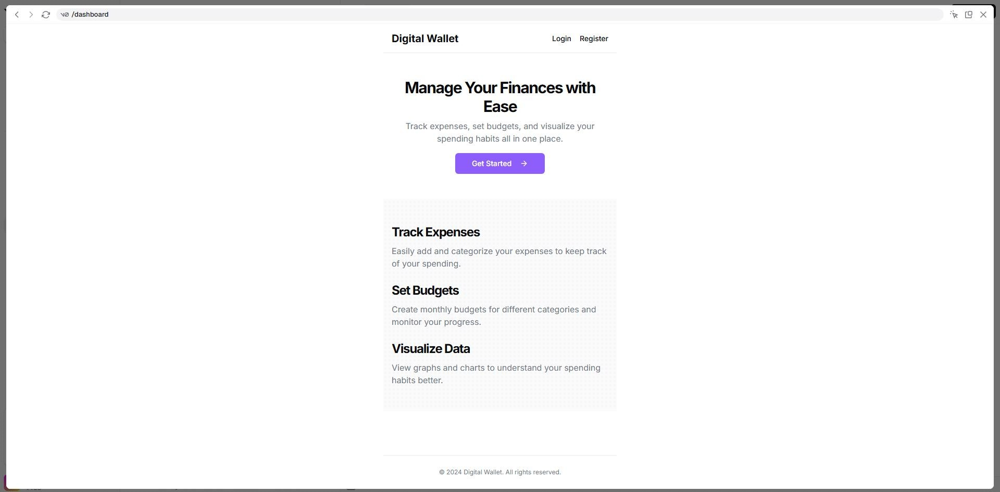 v0 /dashboard
Digital Wallet
Login Register
Manage Your Finances with
Ease
Track expenses, set budgets, and visualize your
spending habits all in one place.
Get Started
Track Expenses
Easily add and categorize your expenses to keep track
of your spending.
Set Budgets
Create monthly budgets for different categories and
monitor your progress.
Visualize Data
View graphs and charts to understand your spending
habits better.
© 2024 Digital Wallet. All rights reserved.